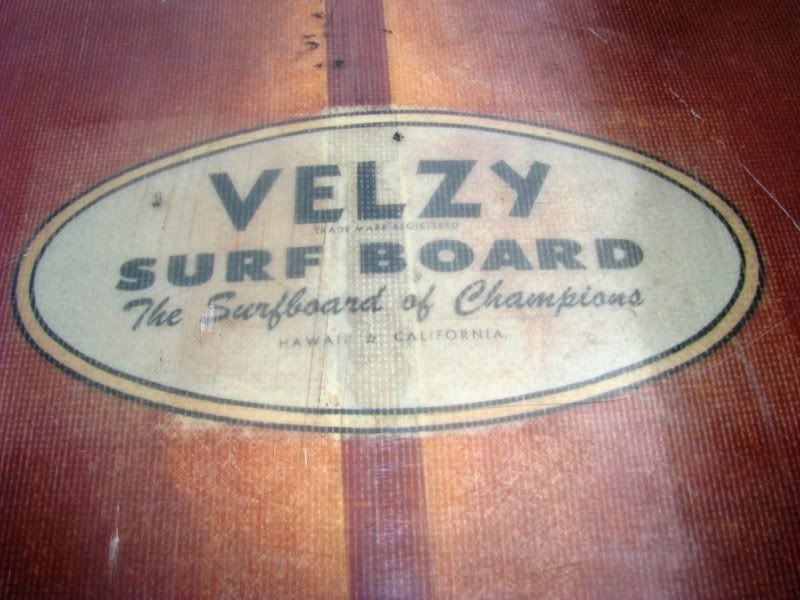 VELZY
TRADE MARK REGISTERED
SURF BOARD
The Surfboard of Champions
HAWAII ☆ CALIFORNIA